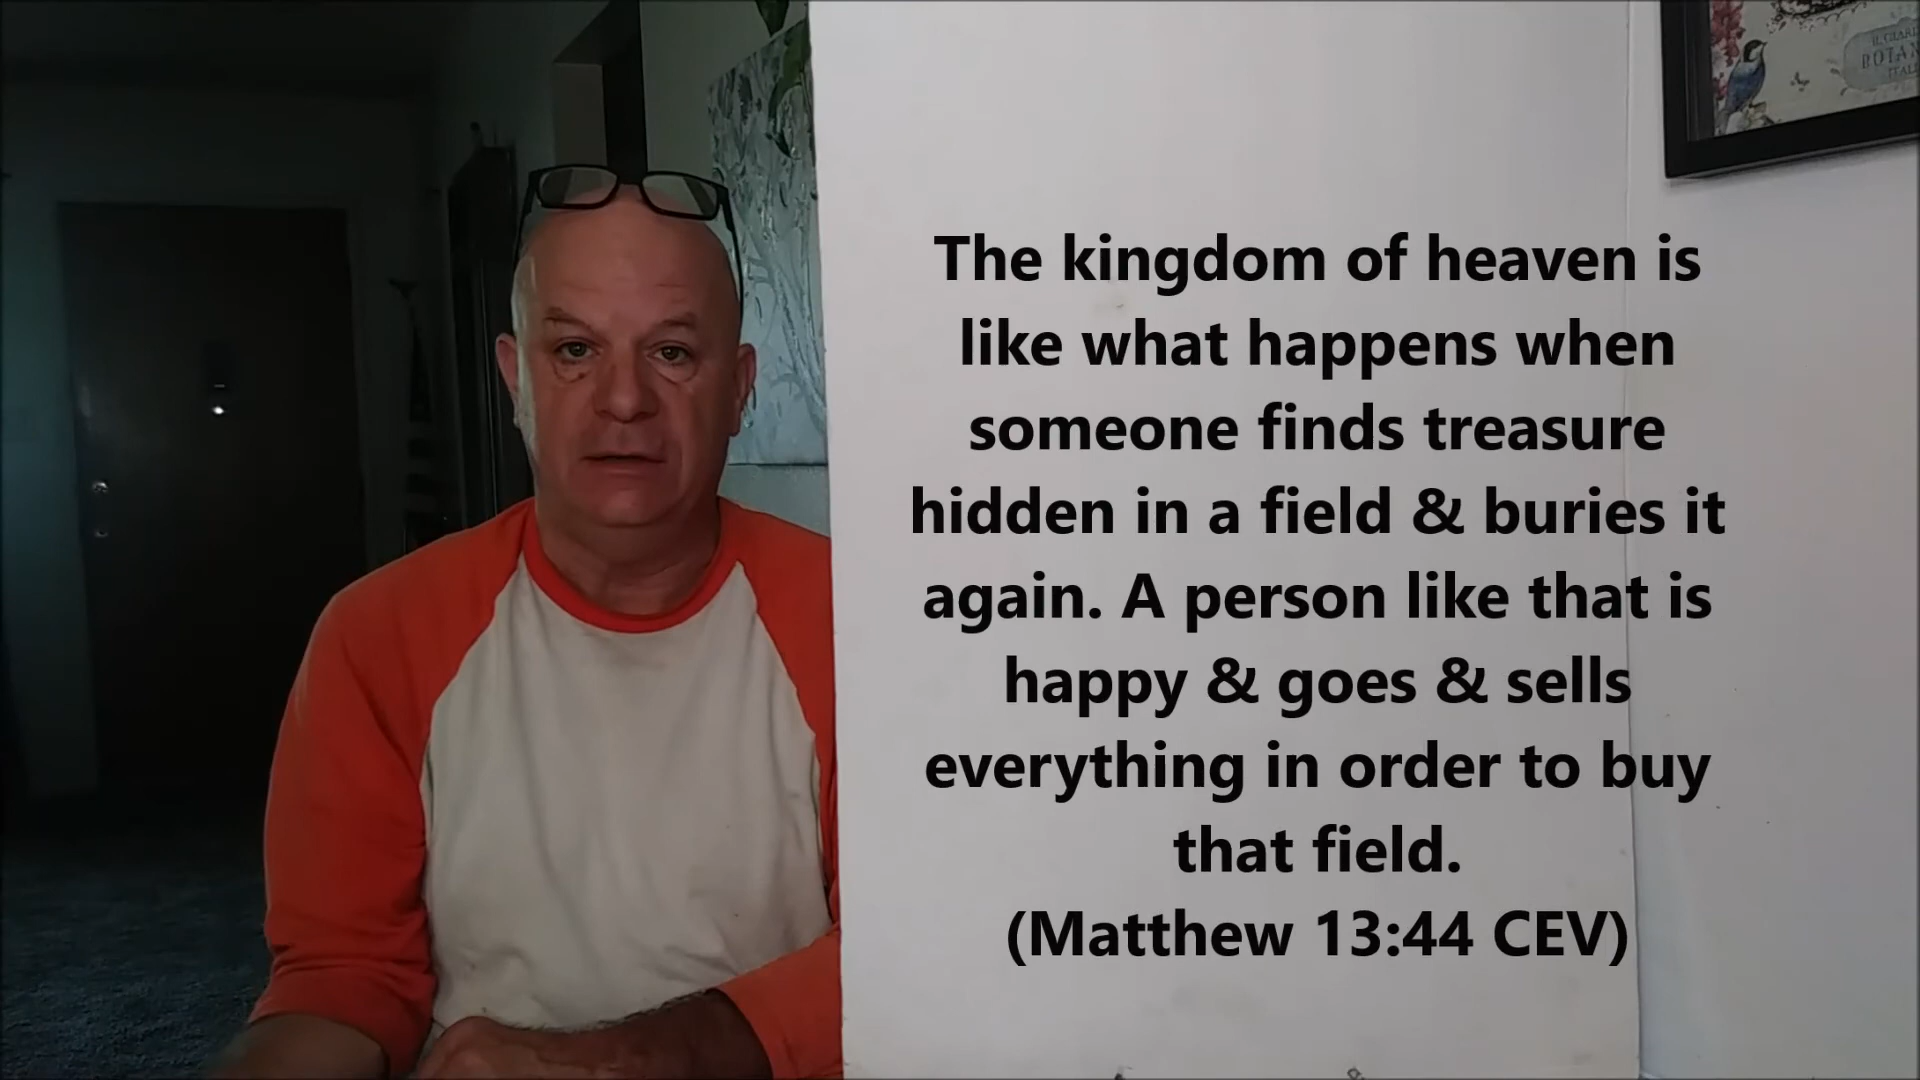 The kingdom of heaven is
like what happens when
someone finds treasure
hidden in a field & buries it
again. A person like that is
happy & goes & sells
everything in order to buy
that field.
(Matthew 13:44 CEV)